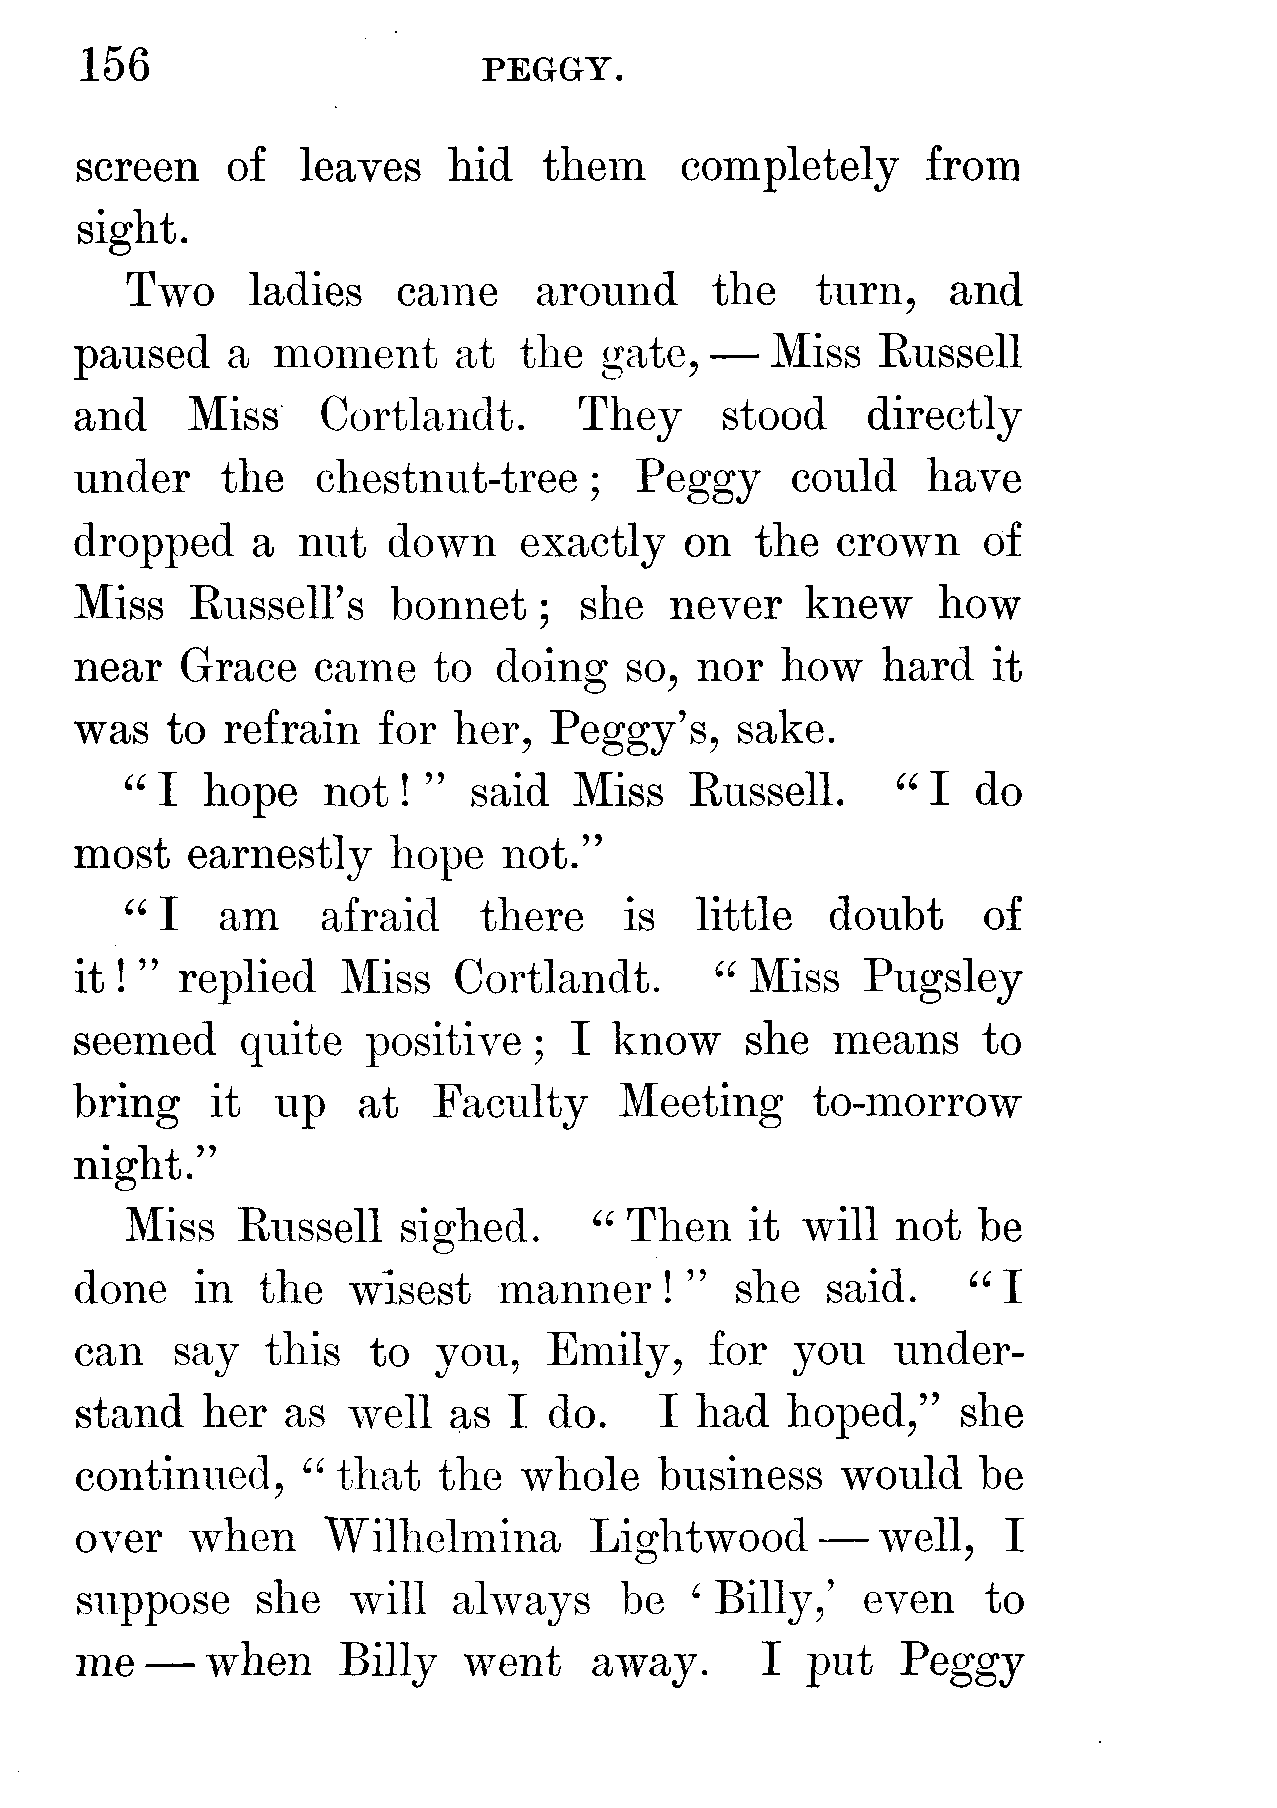 156 PEGGY.
screen of leaves hid them completely from
sight.
Two ladies came around the turn, and
paused a moment at the gate, — Miss Russell
and Miss Cortlandt. They stood directly
under the chestnut-tree; Peggy could have
dropped a nut down exactly on the crown of
Miss Russell's bonnet; she never knew how
near Grace came to doing so, nor how hard it
was to refrain for her, Peggy's, sake.
"I hope not!" said Miss Russell. "I do
most earnestly hope not."
"I am afraid there is little doubt of
it!" replied Miss Cortlandt. "Miss Pugsley
seemed quite positive; I know she means to
bring it up at Faculty Meeting to-morrow
night."
Miss Russell sighed. "Then it will not be
done in the wisest manner!" she said. "I
can say this to you, Emily, for you under-
stand her as well as I do. I had hoped," she
continued, "that the whole business would be
over when Wilhelmina Lightwood — well, I
suppose she will always be 'Billy,' even to
me — when Billy went away. I put Peggy